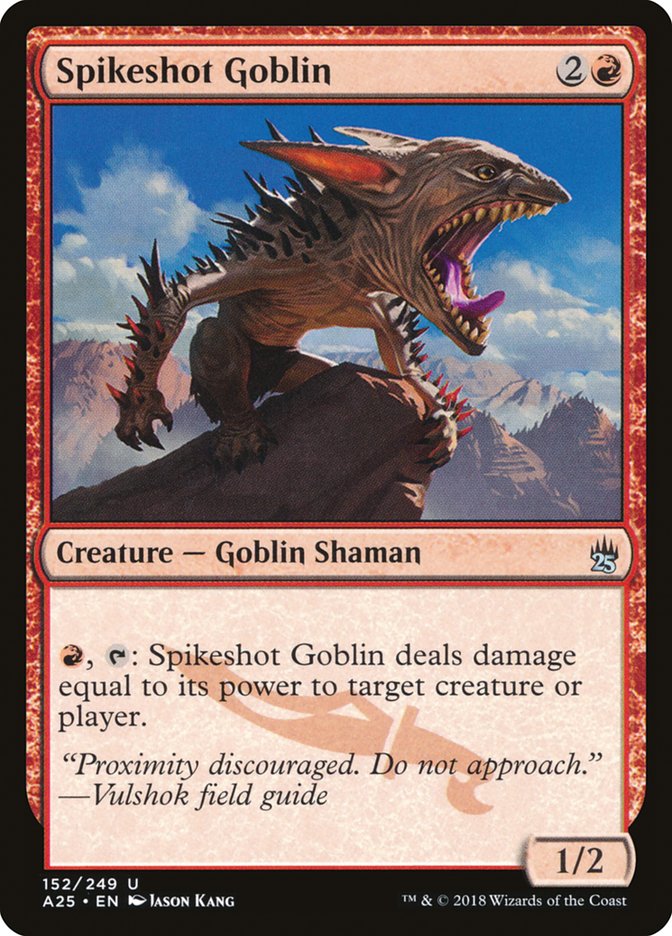 Spikeshot Goblin 2
Creature — Goblin Shaman 25
, : Spikeshot Goblin deals damage
equal to its power to target creature or
player.
“Proximity discouraged. Do not approach.”
—Vulshok field guide
1/2
152/249 U
A25 • EN Jason Kang ™ & © 2018 Wizards of the Coast